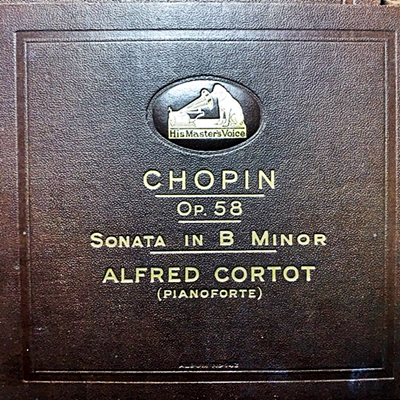 His Master's Voice
CHOPIN
OP. 58
SONATA IN B MINOR
ALFRED CORTOT
(PIANOFORTE)